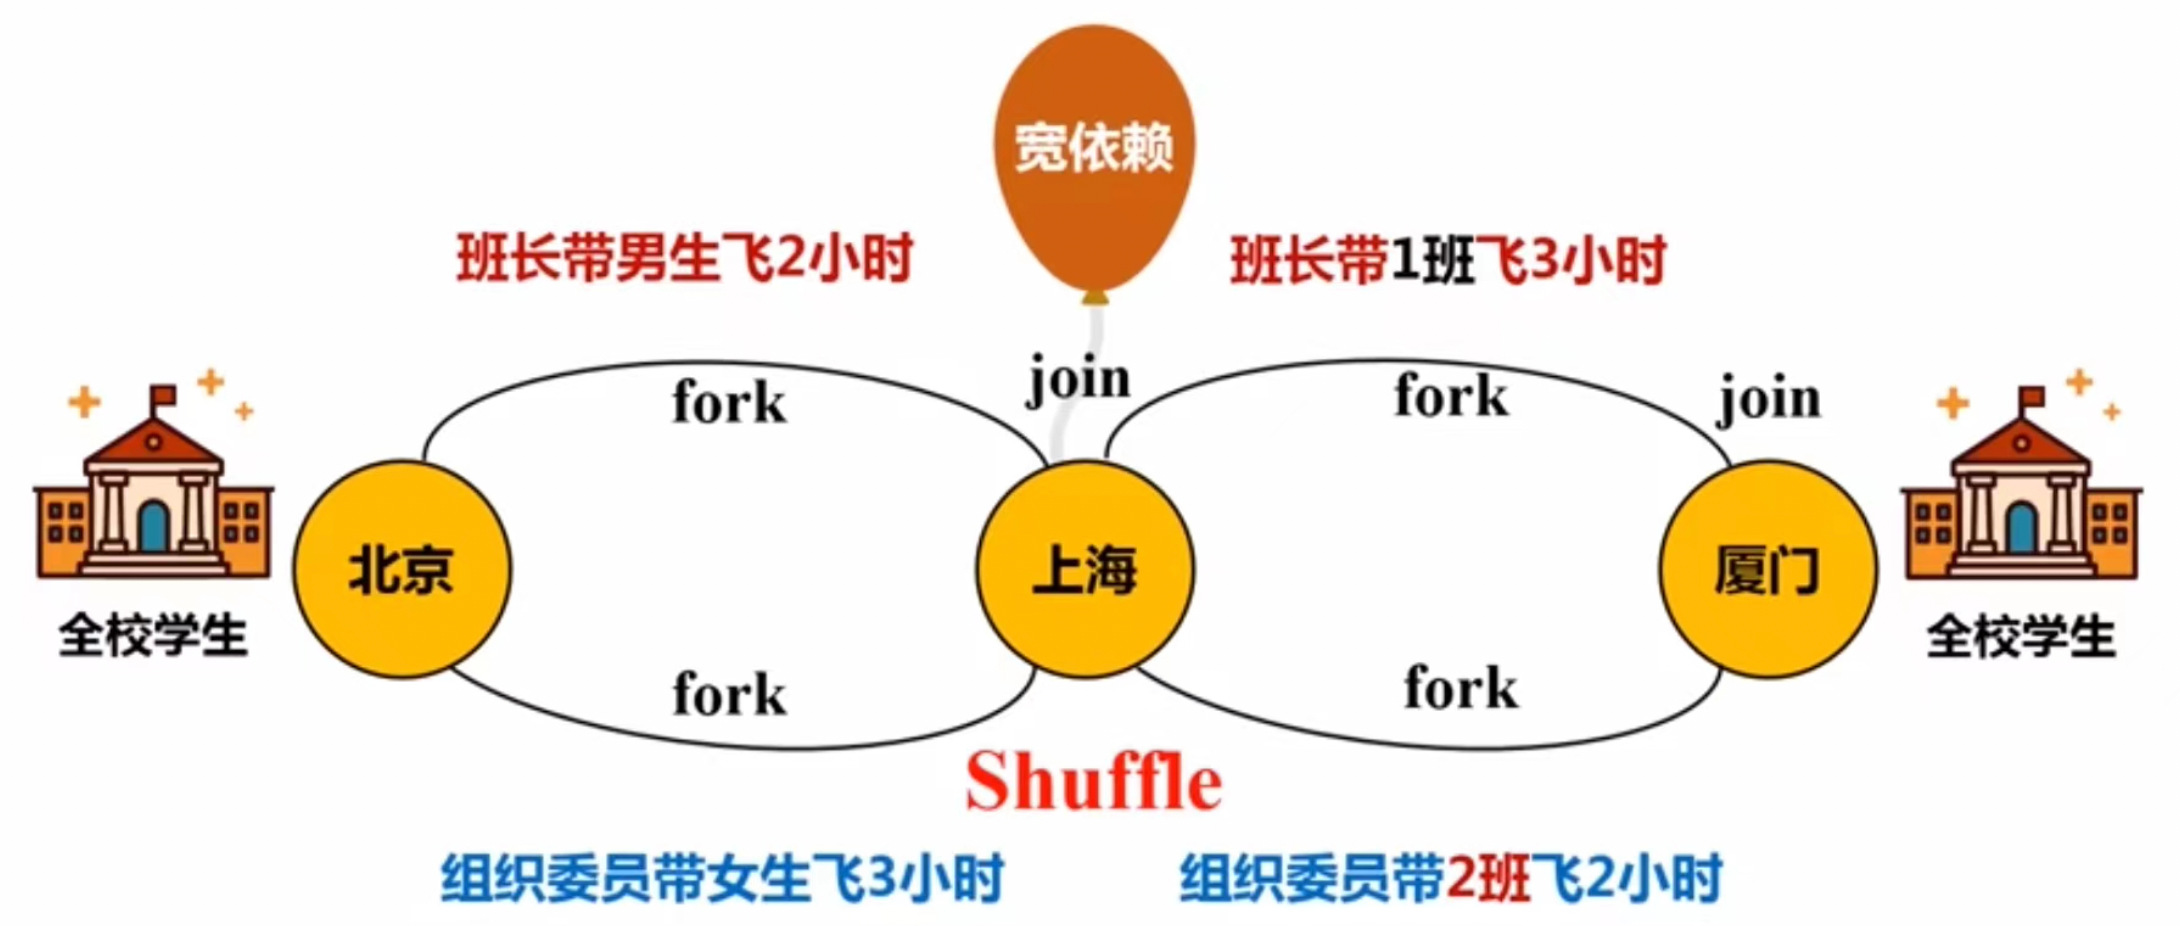 宽依赖
班长带男生飞2小时
班长带1班飞3小时
fork
join
fork
join
北京
上海
厦门
全校学生
全校学生
fork
fork
Shuffle
组织委员带女生飞3小时
组织委员带2班飞2小时